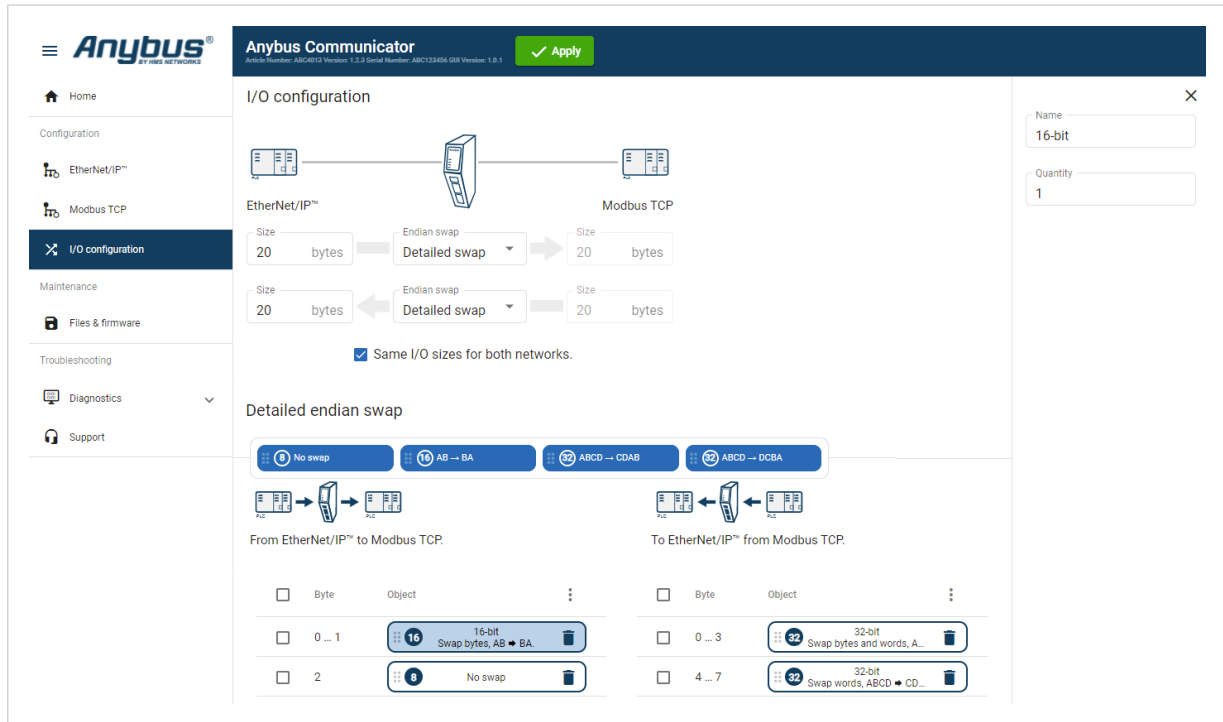 Anybus®
BY HMS NETWORKS
Anybus Communicator
Article Number: ABC4013 Version: 1.2.3 Serial Number: ABC123456 GUI Version: 1.0.1
Apply
Home
Configuration
EtherNet/IP™
Modbus TCP
I/O configuration
Maintenance
Files & firmware
Troubleshooting
Diagnostics
Support
I/O configuration
PLC
PLC
EtherNet/IP™ Modbus TCP
Size Endian swap Size
20 bytes Detailed swap 20 bytes
Size Endian swap Size
20 bytes Detailed swap 20 bytes
Same I/O sizes for both networks.
Detailed endian swap
8 No swap 16 AB → BA 32 ABCD → CDAB 32 ABCD → DCBA
PLC PLC
From EtherNet/IP™ to Modbus TCP.
Byte Object
0 ... 1 16 16-bit
Swap bytes, AB ➡ BA.
2 8 No swap
PLC PLC
To EtherNet/IP™ from Modbus TCP.
Byte Object
0 ... 3 32 32-bit
Swap bytes and words, A...
4 ... 7 32 32-bit
Swap words, ABCD ➡ CD...
Name
16-bit
Quantity
1